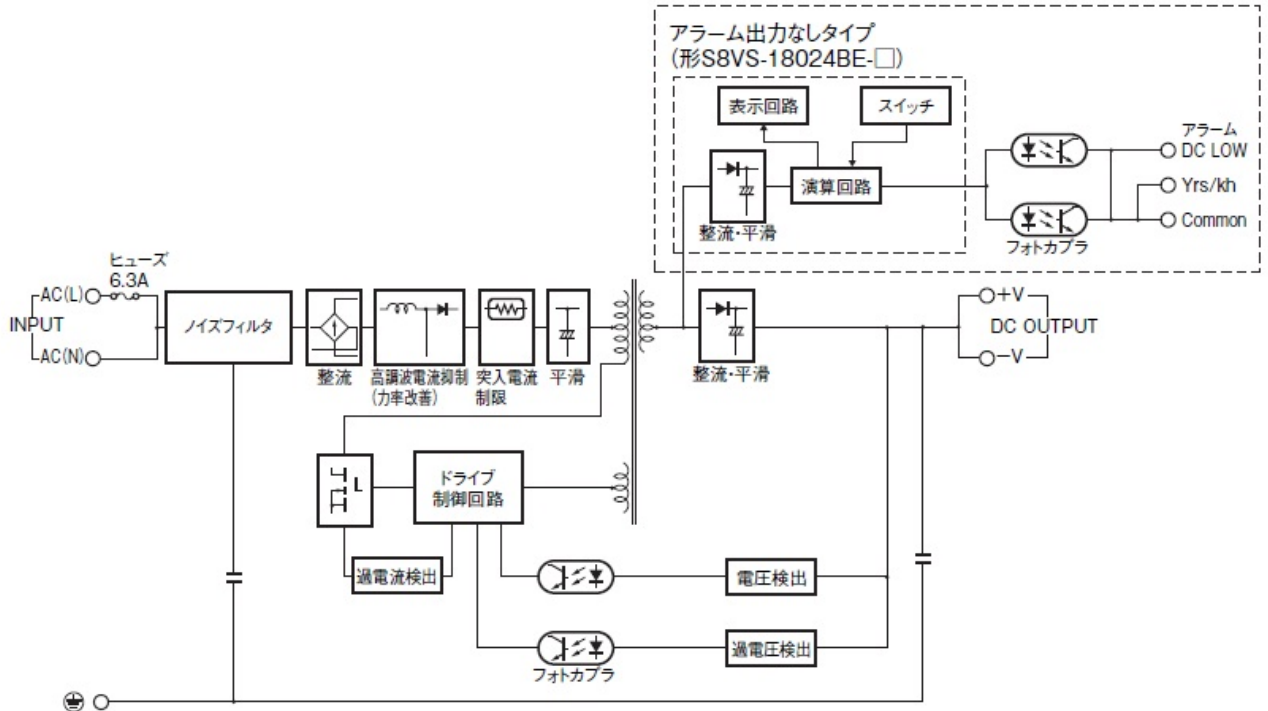 アラーム出力なしタイプ
(形S8VS-18024BE-□)
表示回路
スイッチ
アラーム
DC LOW
演算回路
Yrs/kh
整流・平滑
Common
フォトカプラ
ヒューズ
6.3A
AC(L)
+V
INPUT
ノイズフィルタ
DC OUTPUT
AC(N)
−V
整流
高調波電流抑制
(力率改善)
突入電流
制限
平滑
整流・平滑
ドライブ
制御回路
過電流検出
電圧検出
過電圧検出
フォトカプラ